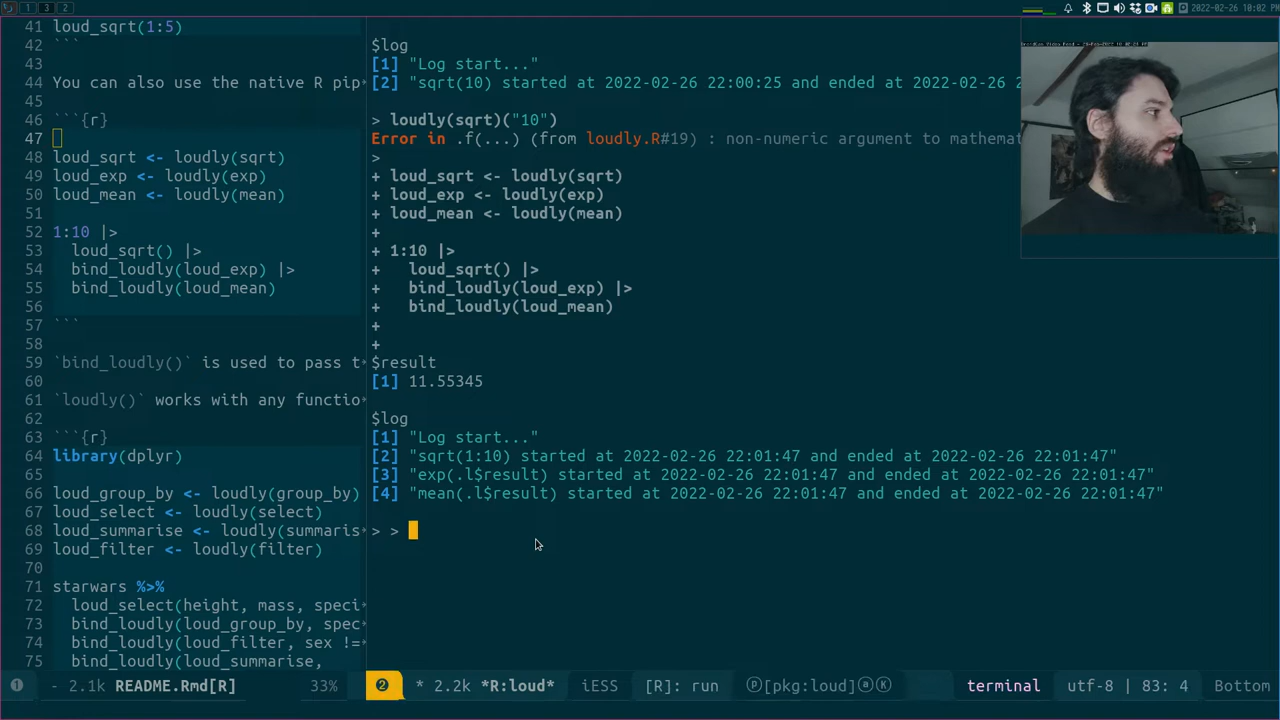 1 3 2
2022-02-26 10:02 AM
41 loud_sqrt(1:5)
42 ```
43
44 You can also use the native R pip
45
46 ```{r}
47
48 loud_sqrt <- loudly(sqrt)
49 loud_exp <- loudly(exp)
50 loud_mean <- loudly(mean)
51
52 1:10 |>
53 loud_sqrt() |>
54 bind_loudly(loud_exp) |>
55 bind_loudly(loud_mean)
56
57 ```
58
59 `bind_loudly()` is used to pass t
60
61 `loudly()` works with any functio
62
63 ```{r}
64 library(dplyr)
65
66 loud_group_by <- loudly(group_by)
67 loud_select <- loudly(select)
68 loud_summarise <- loudly(summaris
69 loud_filter <- loudly(filter)
70
71 starwars %>%
72 loud_select(height, mass, speci
73 bind_loudly(loud_group_by, spec
74 bind_loudly(loud_filter, sex !=
75 bind_loudly(loud_summarise,
$log
[1] "Log start..."
[2] "sqrt(10) started at 2022-02-26 22:00:25 and ended at 2022-02-26 2
> loudly(sqrt)("10")
Error in .f(...) (from loudly.R#19) : non-numeric argument to mathemat
>
+ loud_sqrt <- loudly(sqrt)
+ loud_exp <- loudly(exp)
+ loud_mean <- loudly(mean)
+
+ 1:10 |>
+ loud_sqrt() |>
+ bind_loudly(loud_exp) |>
+ bind_loudly(loud_mean)
+
+
$result
[1] 11.55345
$log
[1] "Log start..."
[2] "sqrt(1:10) started at 2022-02-26 22:01:47 and ended at 2022-02-26 22:01:47"
[3] "exp(.l$result) started at 2022-02-26 22:01:47 and ended at 2022-02-26 22:01:47"
[4] "mean(.l$result) started at 2022-02-26 22:01:47 and ended at 2022-02-26 22:01:47"
> >
1 - 2.1k README.Rmd[R] 33%
2 * 2.2k *R:loud* iESS [R]: run ⓟ[pkg:loud]ⓐⓀ terminal utf-8 | 83: 4 Bottom